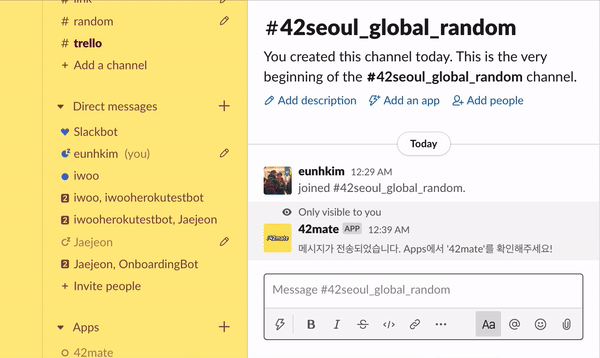 # link
# random
# trello
+ Add a channel
Direct messages +
Slackbot
eunhkim (you)
iwoo
2 iwoo, iwooherokutestbot
2 iwooherokutestbot, Jaejeon
Jaejeon
2 Jaejeon, OnboardingBot
+ Invite people
Apps +
42mate
#42seoul_global_random
You created this channel today. This is the very
beginning of the #42seoul_global_random channel.
Add description Add an app Add people
Today
eunhkim 12:29 AM
joined #42seoul_global_random.
Only visible to you
42mate
42mate APP 12:39 AM
메시지가 전송되었습니다. Apps에서 '42mate'를 확인해주세요!
Message #42seoul_global_random
B I S </> ••• Aa @